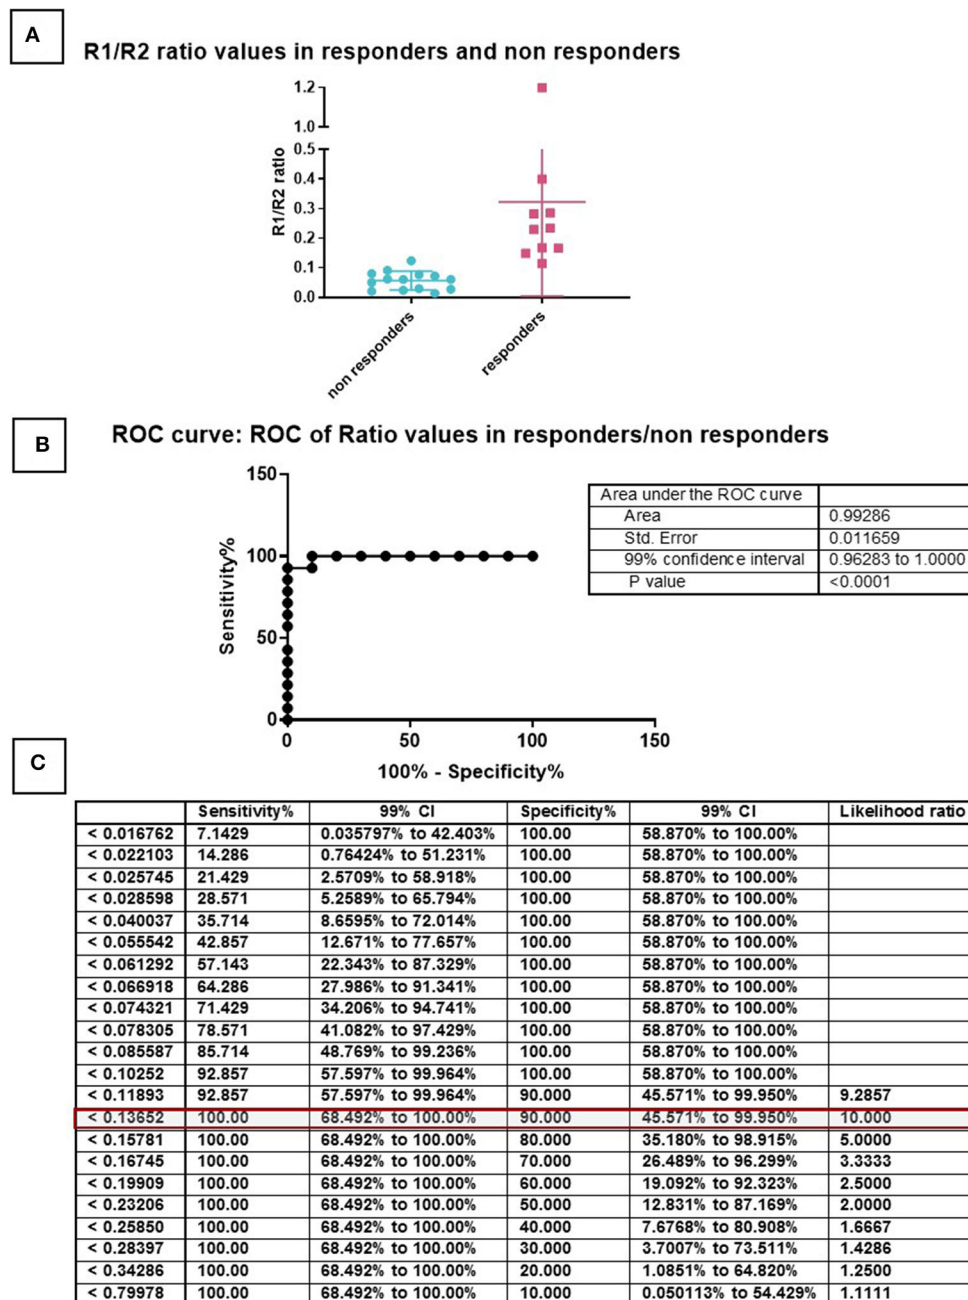 A
R1/R2 ratio values in responders and non responders
1.2
1.0
0.5
0.4
0.3
0.2
0.1
0.0
R1/R2 ratio
non responders
responders
B
ROC curve: ROC of Ratio values in responders/non responders
150
100
50
0
Sensitivity%
0 50 100 150
100% - Specificity%
Area under the ROC curve
Area 0.99286
Std. Error 0.011659
99% confidence interval 0.96283 to 1.0000
P value <0.0001
C
Sensitivity% 99% CI Specificity% 99% CI Likelihood ratio
< 0.016762 7.1429 0.035797% to 42.403% 100.00 58.870% to 100.00%
< 0.022103 14.286 0.76424% to 51.231% 100.00 58.870% to 100.00%
< 0.025745 21.429 2.5709% to 58.918% 100.00 58.870% to 100.00%
< 0.028598 28.571 5.2589% to 65.794% 100.00 58.870% to 100.00%
< 0.040037 35.714 8.6595% to 72.014% 100.00 58.870% to 100.00%
< 0.055542 42.857 12.671% to 77.657% 100.00 58.870% to 100.00%
< 0.061292 57.143 22.343% to 87.329% 100.00 58.870% to 100.00%
< 0.066918 64.286 27.986% to 91.341% 100.00 58.870% to 100.00%
< 0.074321 71.429 34.206% to 94.741% 100.00 58.870% to 100.00%
< 0.078305 78.571 41.082% to 97.429% 100.00 58.870% to 100.00%
< 0.085587 85.714 48.769% to 99.236% 100.00 58.870% to 100.00%
< 0.10252 92.857 57.597% to 99.964% 100.00 58.870% to 100.00%
< 0.11893 92.857 57.597% to 99.964% 90.000 45.571% to 99.950% 9.2857
< 0.13652 100.00 68.492% to 100.00% 90.000 45.571% to 99.950% 10.000
< 0.15781 100.00 68.492% to 100.00% 80.000 35.180% to 98.915% 5.0000
< 0.16745 100.00 68.492% to 100.00% 70.000 26.489% to 96.299% 3.3333
< 0.19909 100.00 68.492% to 100.00% 60.000 19.092% to 92.323% 2.5000
< 0.23206 100.00 68.492% to 100.00% 50.000 12.831% to 87.169% 2.0000
< 0.25850 100.00 68.492% to 100.00% 40.000 7.6768% to 80.908% 1.6667
< 0.28397 100.00 68.492% to 100.00% 30.000 3.7007% to 73.511% 1.4286
< 0.34286 100.00 68.492% to 100.00% 20.000 1.0851% to 64.820% 1.2500
< 0.79978 100.00 68.492% to 100.00% 10.000 0.050113% to 54.429% 1.1111